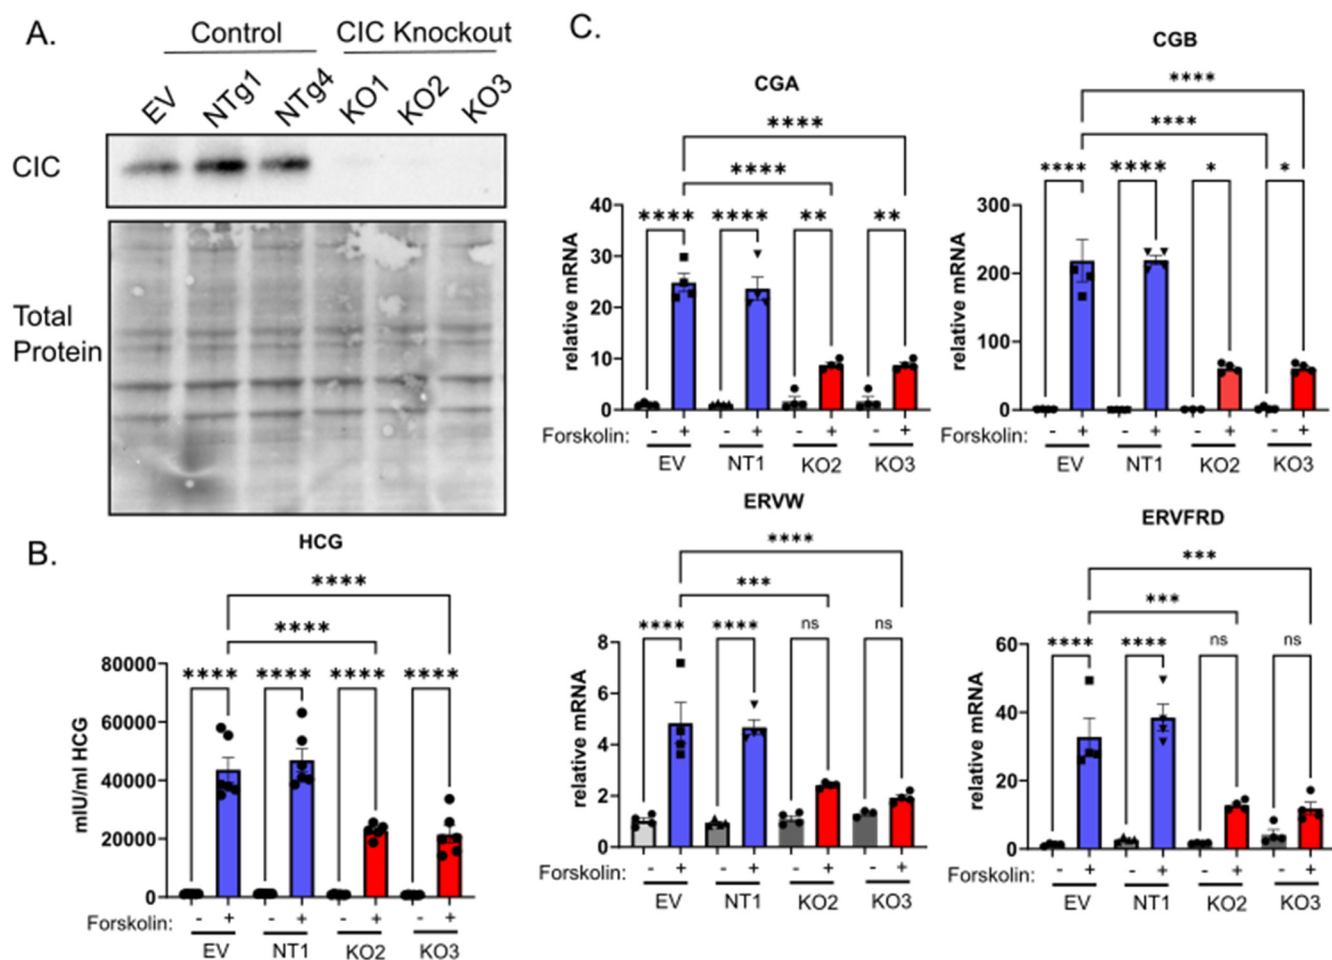 A.
Control CIC Knockout
EV NTg1 NTg4 KO1 KO2 KO3
CIC
Total
Protein
B.
HCG
****
****
**** **** **** ****
mIU/ml HCG
80000
60000
40000
20000
0
Forskolin: - + - + - + - +
EV NT1 KO2 KO3
C.
CGA
****
****
**** **** ** **
relative mRNA
40
30
20
10
0
Forskolin: - + - + - + - +
EV NT1 KO2 KO3
CGB
****
****
**** **** * *
relative mRNA
300
200
100
0
- + - + - + - +
EV NT1 KO2 KO3
ERVW
****
***
**** **** ns ns
relative mRNA
8
6
4
2
0
Forskolin: - + - + - + - +
EV NT1 KO2 KO3
ERVFRD
***
***
**** **** ns ns
relative mRNA
60
40
20
0
Forskolin: - + - + - + - +
EV NT1 KO2 KO3